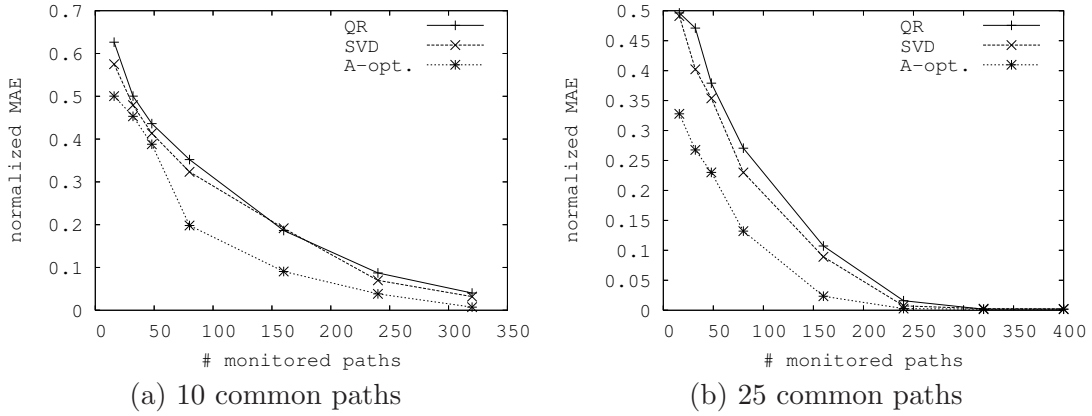 0.7
0.6
0.5
0.4
0.3
0.2
0.1
0
0 50 100 150 200 250 300 350
normalized MAE
# monitored paths
QR
SVD
A-opt.
(a) 10 common paths
0.5
0.45
0.4
0.35
0.3
0.25
0.2
0.15
0.1
0.05
0
0 50 100 150 200 250 300 350 400
normalized MAE
# monitored paths
QR
SVD
A-opt.
(b) 25 common paths